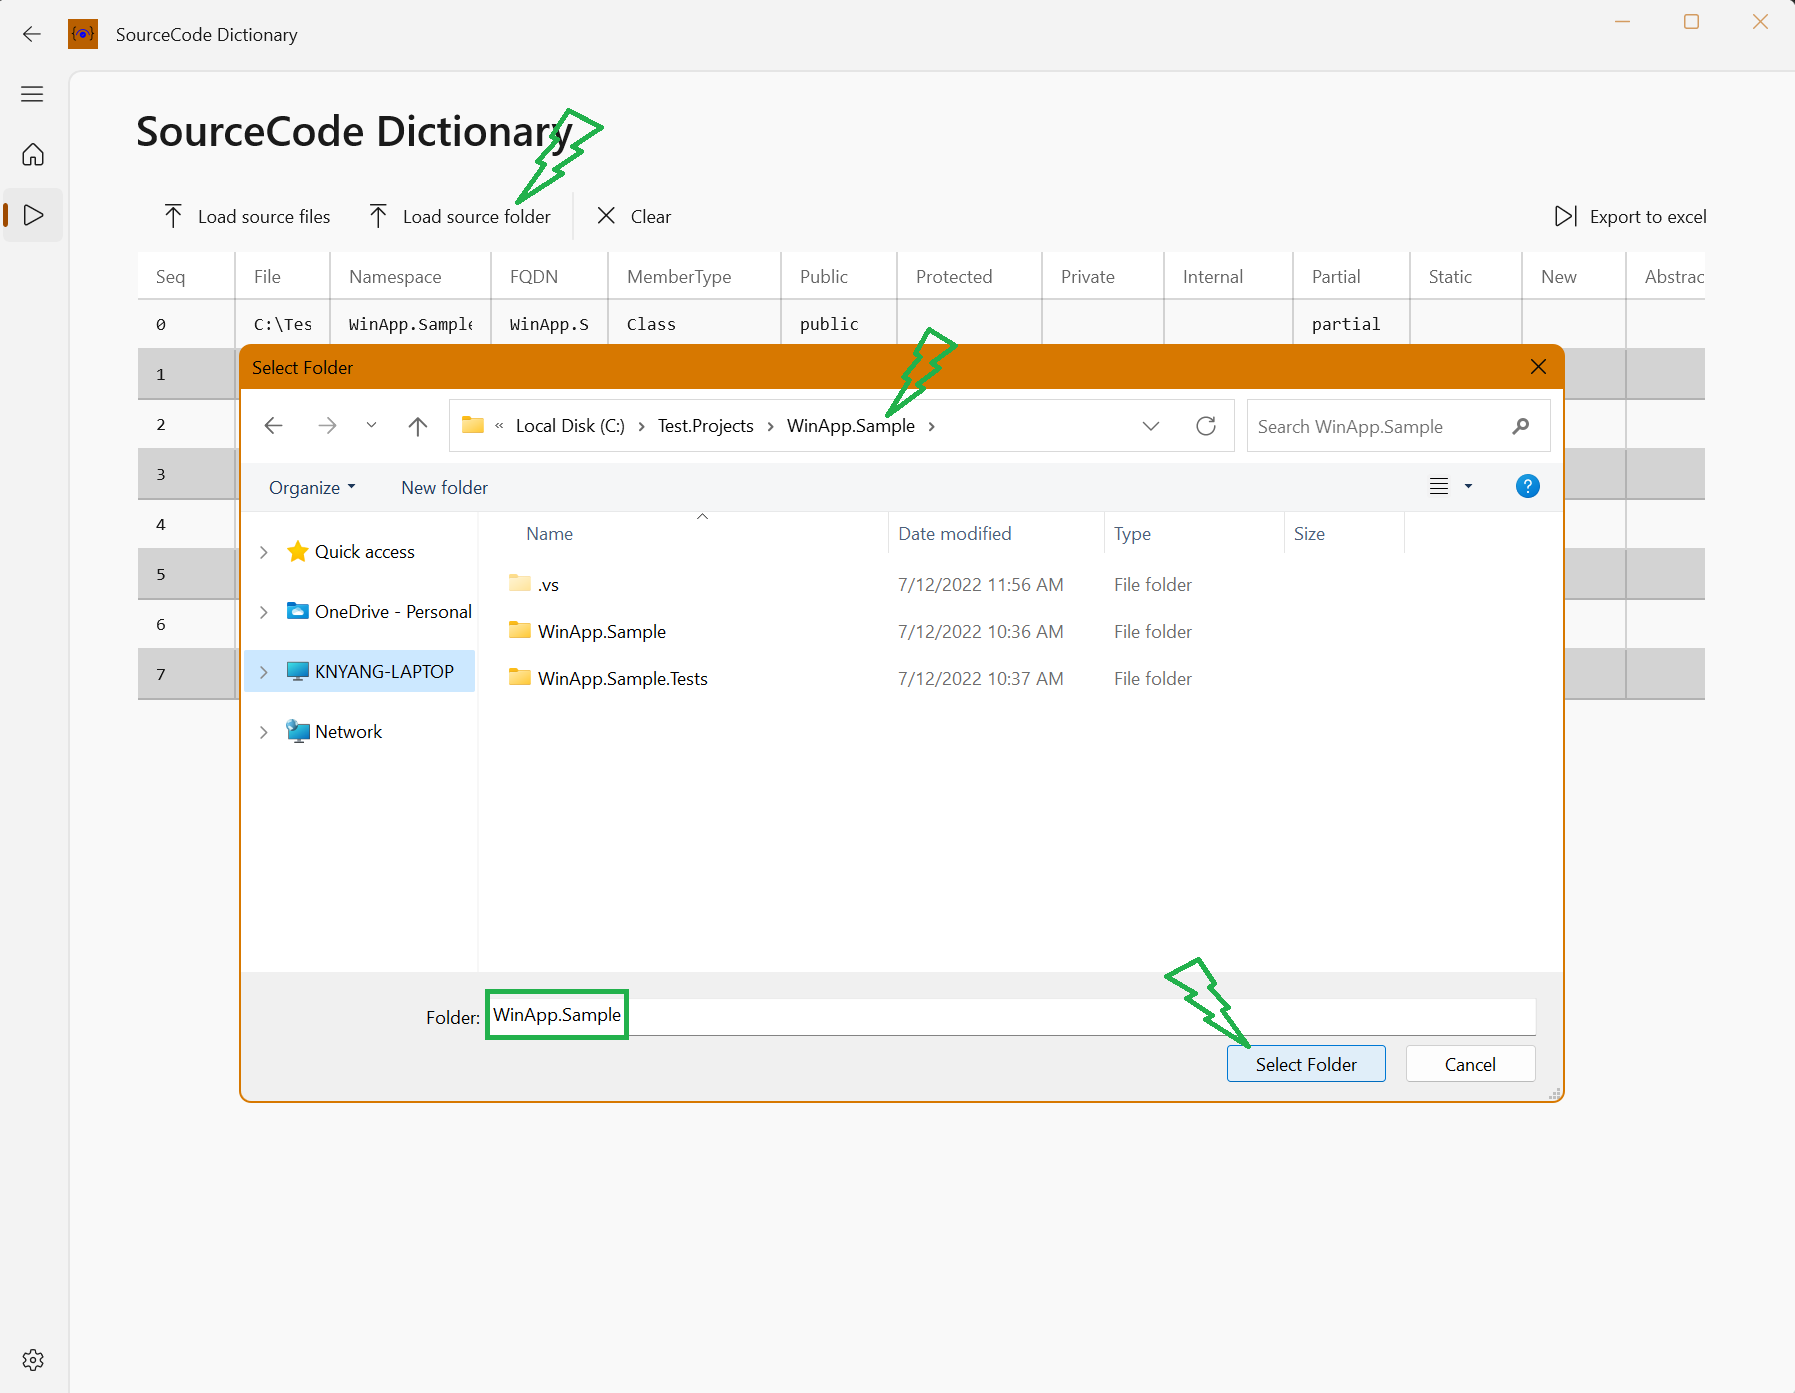 SourceCode Dictionary
SourceCode Dictionary
Load source files Load source folder Clear Export to excel
Seq File Namespace FQDN MemberType Public Protected Private Internal Partial Static New Abstrac
0 C:\Tes WinApp.Sample WinApp.S Class public partial
Select Folder
1
« Local Disk (C:) › Test.Projects › WinApp.Sample › Search WinApp.Sample
2
3
Organize New folder ?
4
Name Date modified Type Size
Quick access
5
.vs 7/12/2022 11:56 AM File folder
OneDrive - Personal
6
WinApp.Sample 7/12/2022 10:36 AM File folder
KNYANG-LAPTOP
7
WinApp.Sample.Tests 7/12/2022 10:37 AM File folder
Network
Folder: WinApp.Sample
Select Folder Cancel